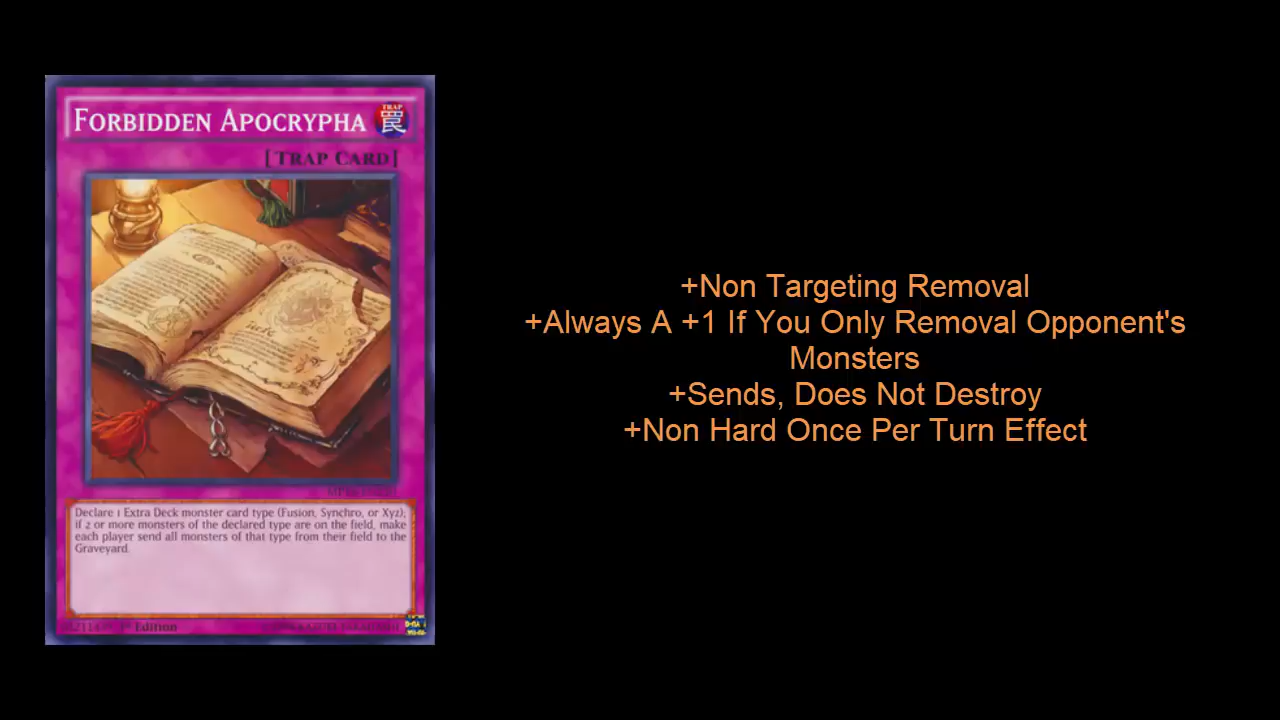 FORBIDDEN APOCRYPHA
TRAP
罠
[TRAP CARD]
Declare 1 Extra Deck monster card type (Fusion, Synchro, or Xyz);
if 2 or more monsters of the declared type are on the field, make
each player send all monsters of that type from their field to the
Graveyard.
Edition
+Non Targeting Removal
+Always A +1 If You Only Removal Opponent's
Monsters
+Sends, Does Not Destroy
+Non Hard Once Per Turn Effect